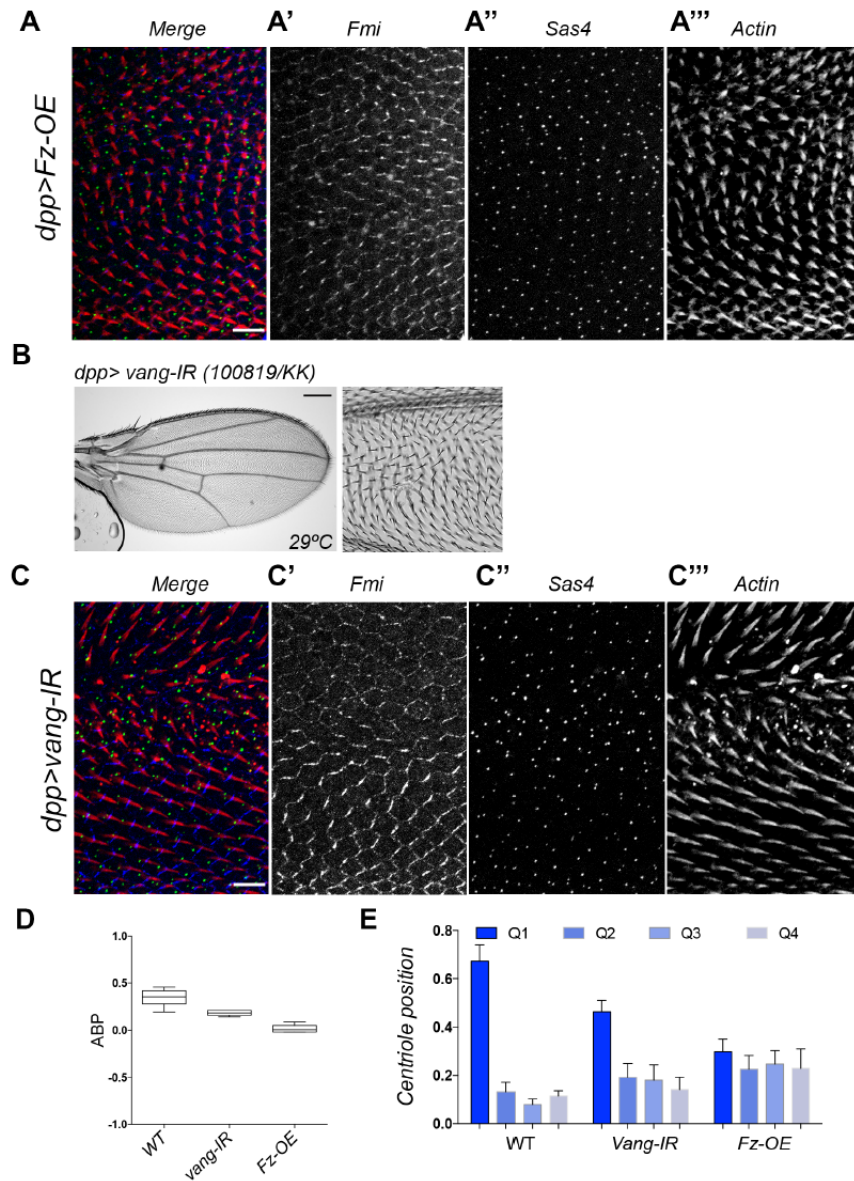 A
Merge
A'
Fmi
A''
Sas4
A'''
Actin
dpp>Fz-OE
B
dpp> vang-IR (100819/KK)
29ºC
C
Merge
C'
Fmi
C''
Sas4
C'''
Actin
dpp>vang-IR
D
ABP
1.0
0.5
0.0
-0.5
-1.0
WT
vang-IR
Fz-OE
E
Q1 Q2 Q3 Q4
Centriole position
0.8
0.6
0.4
0.2
0.0
WT Vang-IR Fz-OE